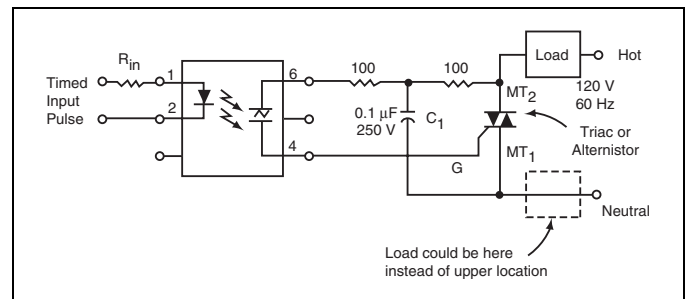 Timed
Input
Pulse
Rin
1
2
6
4
100
100
0.1 μF
250 V
C1
Load
Hot
120 V
60 Hz
MT2
Triac or
Alternistor
MT1
G
Neutral
Load could be here
instead of upper location